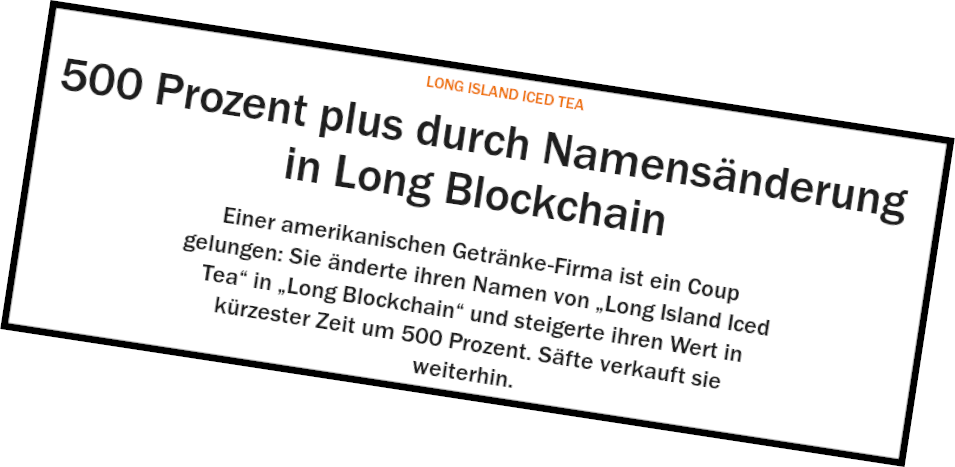 LONG ISLAND ICED TEA
500 Prozent plus durch Namensänderung
in Long Blockchain
Einer amerikanischen Getränke-Firma ist ein Coup
gelungen: Sie änderte ihren Namen von „Long Island Iced
Tea“ in „Long Blockchain“ und steigerte ihren Wert in
kürzester Zeit um 500 Prozent. Säfte verkauft sie
weiterhin.